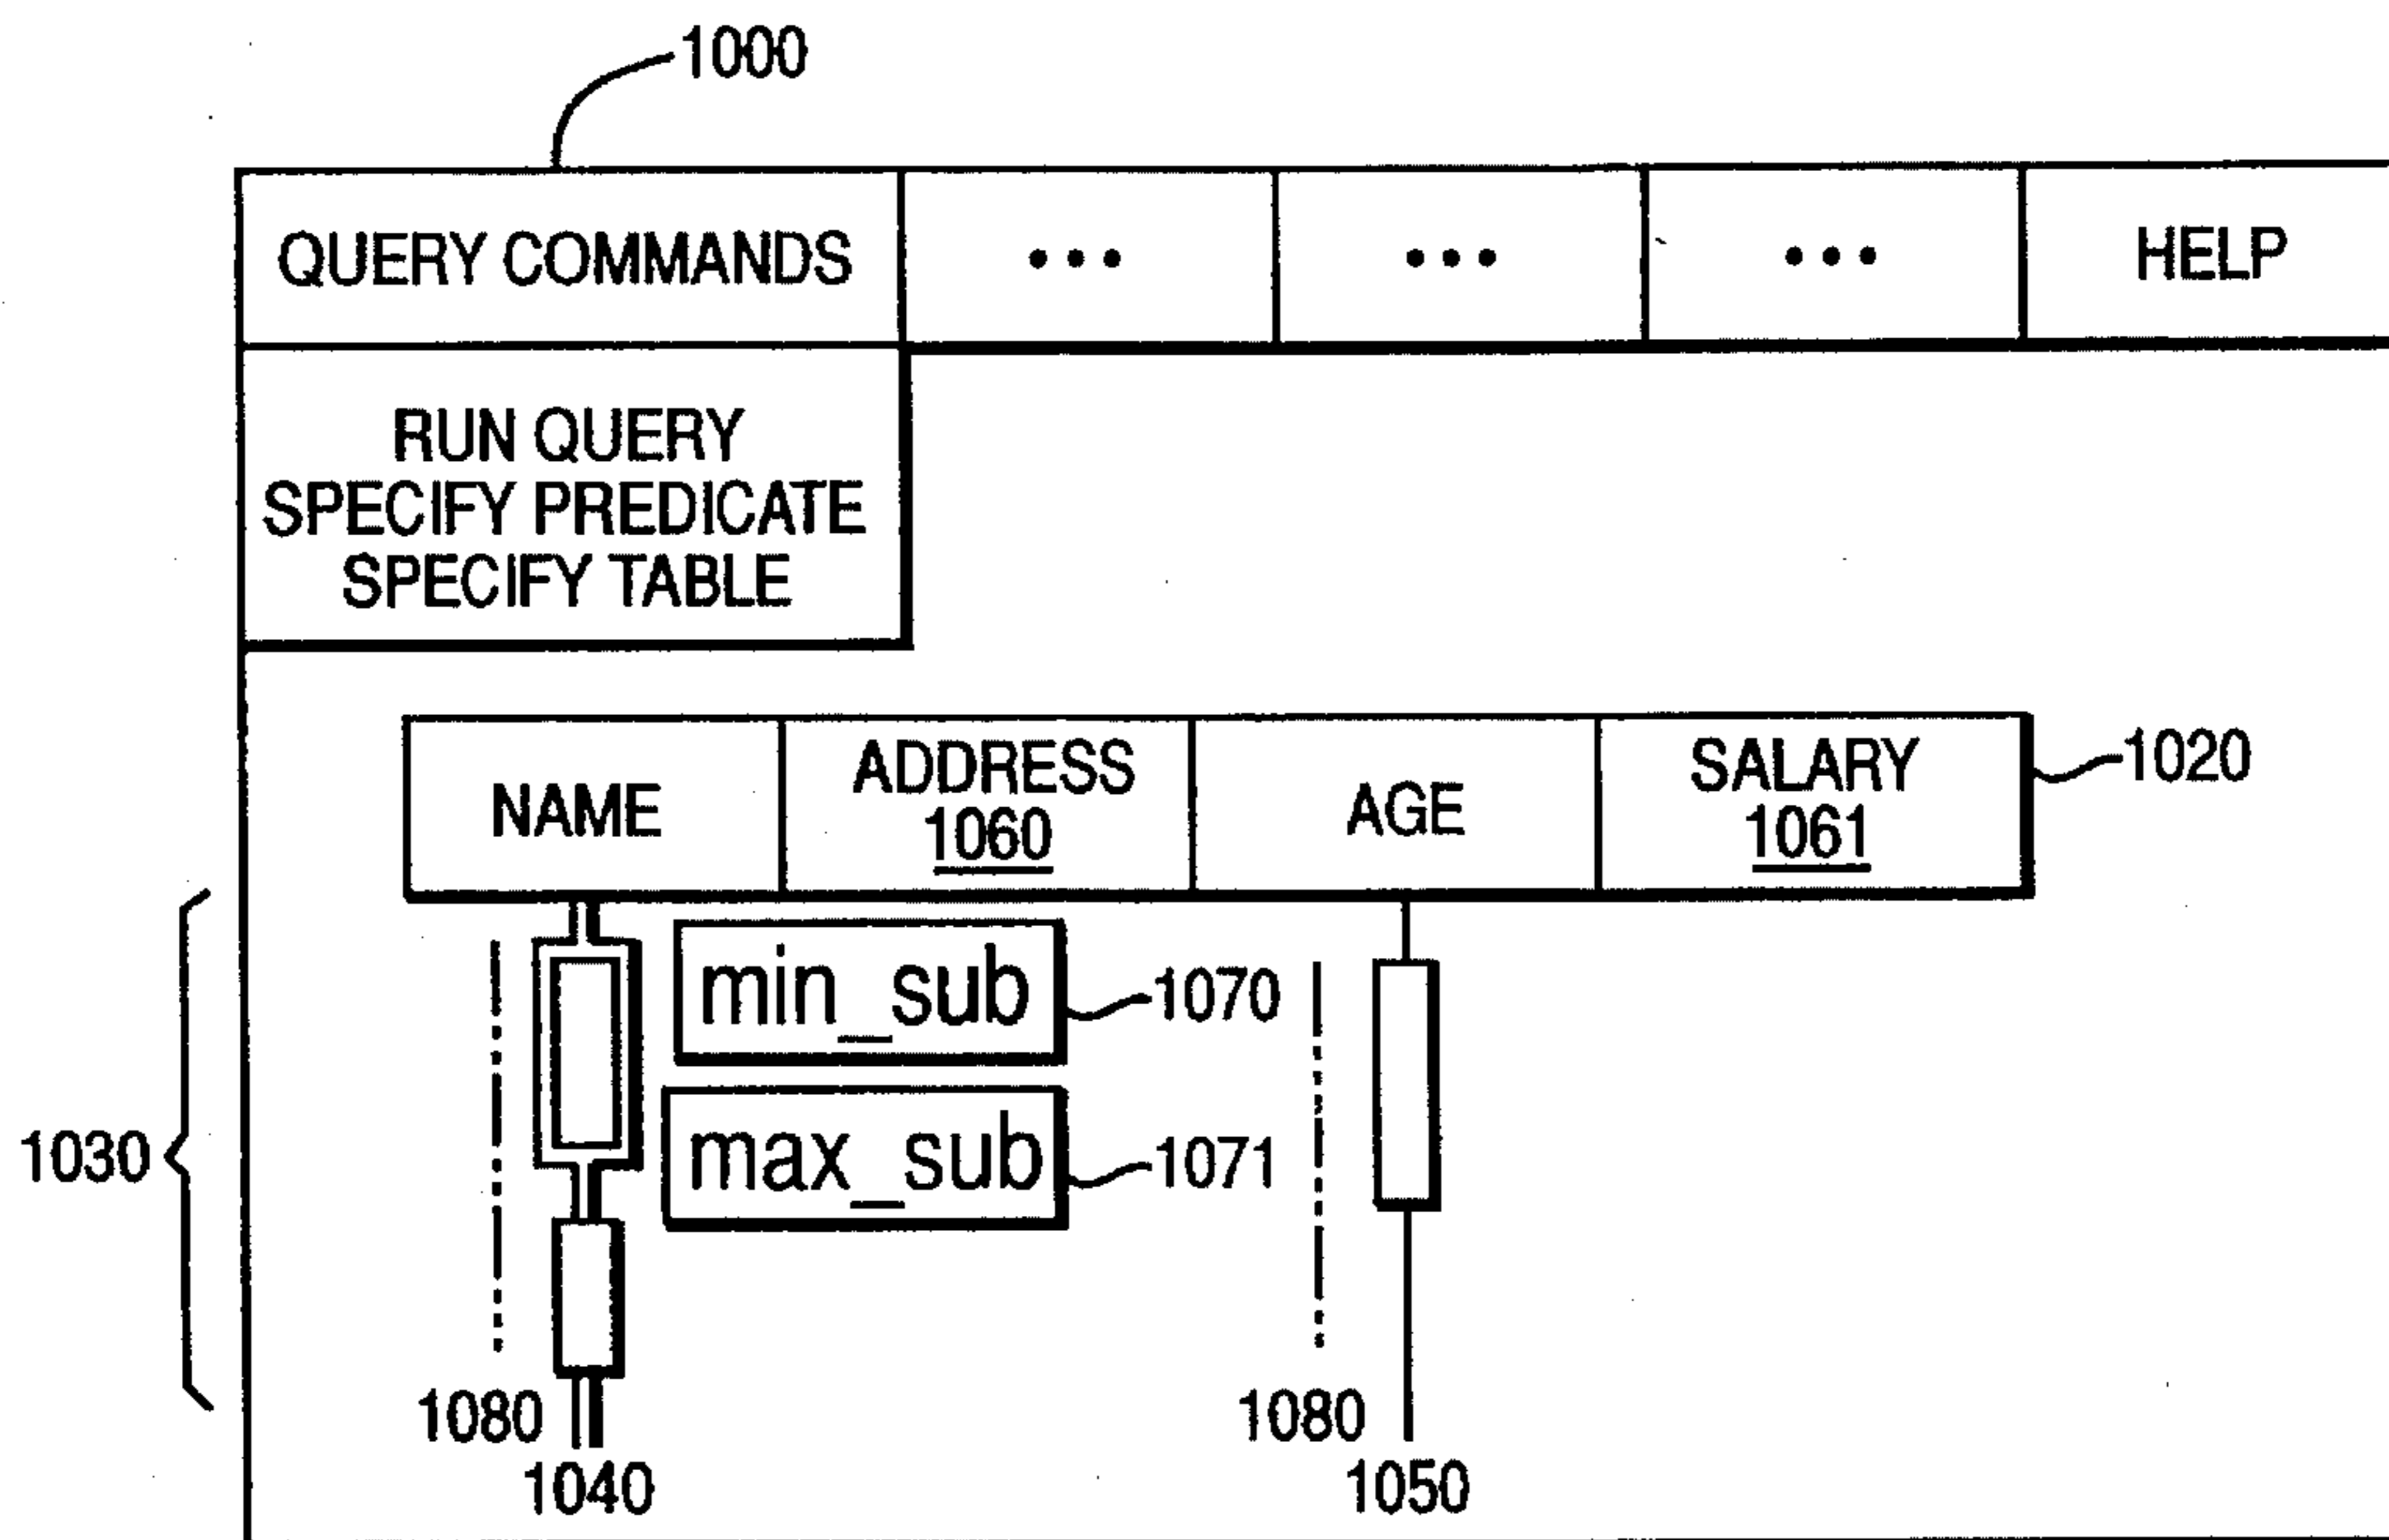 1000
QUERY COMMANDS ... ... ... HELP
RUN QUERY
SPECIFY PREDICATE
SPECIFY TABLE
NAME ADDRESS 1060 AGE SALARY 1061
1020
min_sub 1070
max_sub 1071
1030
1080 1080
1040 1050